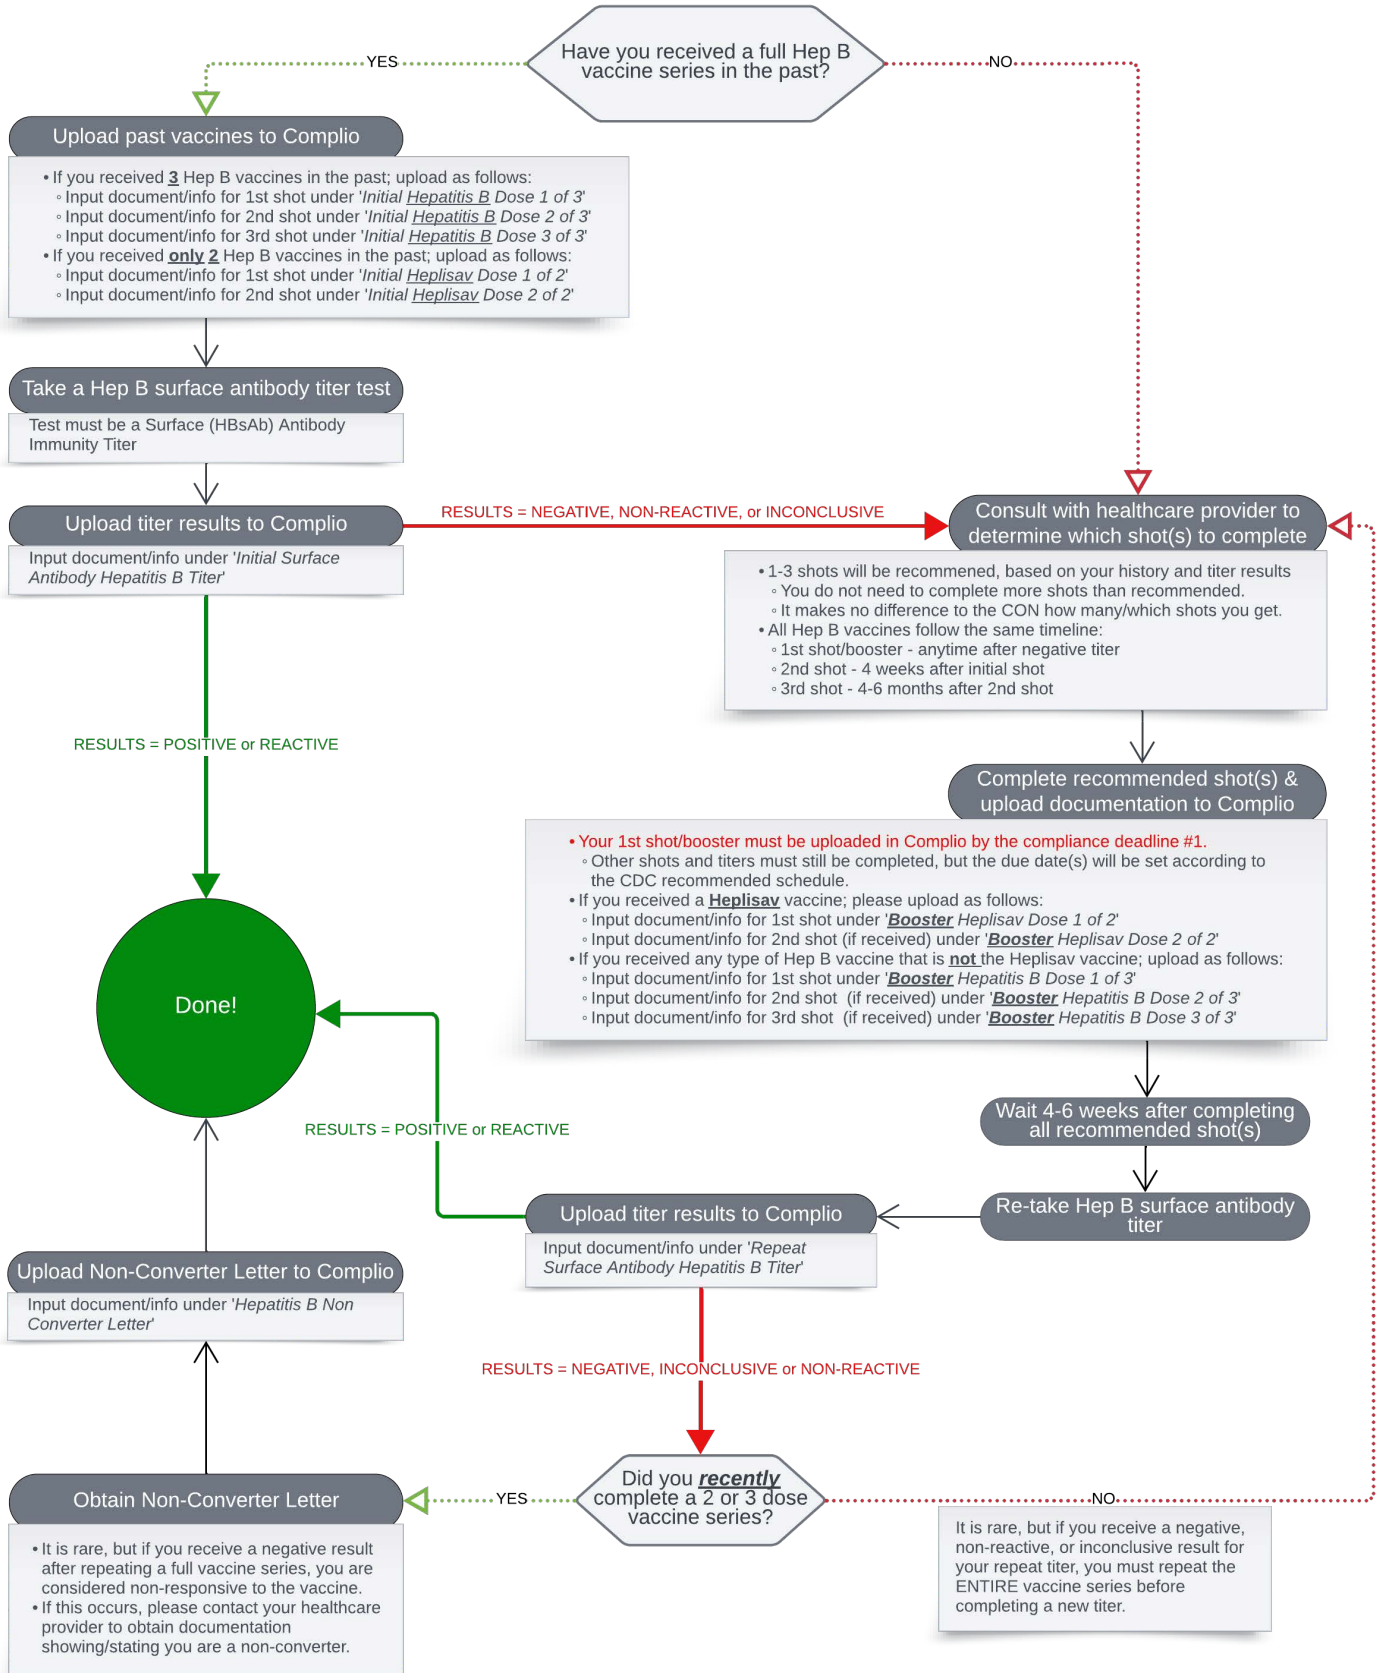 Have you received a full Hep B
vaccine series in the past?
YES
NO
Upload past vaccines to Complio
• If you received 3 Hep B vaccines in the past; upload as follows:
◦ Input document/info for 1st shot under 'Initial Hepatitis B Dose 1 of 3'
◦ Input document/info for 2nd shot under 'Initial Hepatitis B Dose 2 of 3'
◦ Input document/info for 3rd shot under 'Initial Hepatitis B Dose 3 of 3'
• If you received only 2 Hep B vaccines in the past; upload as follows:
◦ Input document/info for 1st shot under 'Initial Heplisav Dose 1 of 2'
◦ Input document/info for 2nd shot under 'Initial Heplisav Dose 2 of 2'
Take a Hep B surface antibody titer test
Test must be a Surface (HBsAb) Antibody
Immunity Titer
Upload titer results to Complio
Input document/info under 'Initial Surface
Antibody Hepatitis B Titer'
RESULTS = NEGATIVE, NON-REACTIVE, or INCONCLUSIVE
Consult with healthcare provider to
determine which shot(s) to complete
• 1-3 shots will be recommened, based on your history and titer results
◦ You do not need to complete more shots than recommended.
◦ It makes no difference to the CON how many/which shots you get.
• All Hep B vaccines follow the same timeline:
◦ 1st shot/booster - anytime after negative titer
◦ 2nd shot - 4 weeks after initial shot
◦ 3rd shot - 4-6 months after 2nd shot
RESULTS = POSITIVE or REACTIVE
Complete recommended shot(s) &
upload documentation to Complio
• Your 1st shot/booster must be uploaded in Complio by the compliance deadline #1.
◦ Other shots and titers must still be completed, but the due date(s) will be set according to
the CDC recommended schedule.
• If you received a Heplisav vaccine; please upload as follows:
◦ Input document/info for 1st shot under 'Booster Heplisav Dose 1 of 2'
◦ Input document/info for 2nd shot (if received) under 'Booster Heplisav Dose 2 of 2'
• If you received any type of Hep B vaccine that is not the Heplisav vaccine; upload as follows:
◦ Input document/info for 1st shot under 'Booster Hepatitis B Dose 1 of 3'
◦ Input document/info for 2nd shot (if received) under 'Booster Hepatitis B Dose 2 of 3'
◦ Input document/info for 3rd shot (if received) under 'Booster Hepatitis B Dose 3 of 3'
Done!
Wait 4-6 weeks after completing
all recommended shot(s)
RESULTS = POSITIVE or REACTIVE
Re-take Hep B surface antibody
titer
Upload titer results to Complio
Input document/info under 'Repeat
Surface Antibody Hepatitis B Titer'
Upload Non-Converter Letter to Complio
Input document/info under 'Hepatitis B Non
Converter Letter'
RESULTS = NEGATIVE, INCONCLUSIVE or NON-REACTIVE
Did you recently
complete a 2 or 3 dose
vaccine series?
YES
NO
Obtain Non-Converter Letter
• It is rare, but if you receive a negative result
after repeating a full vaccine series, you are
considered non-responsive to the vaccine.
• If this occurs, please contact your healthcare
provider to obtain documentation
showing/stating you are a non-converter.
It is rare, but if you receive a negative,
non-reactive, or inconclusive result for
your repeat titer, you must repeat the
ENTIRE vaccine series before
completing a new titer.